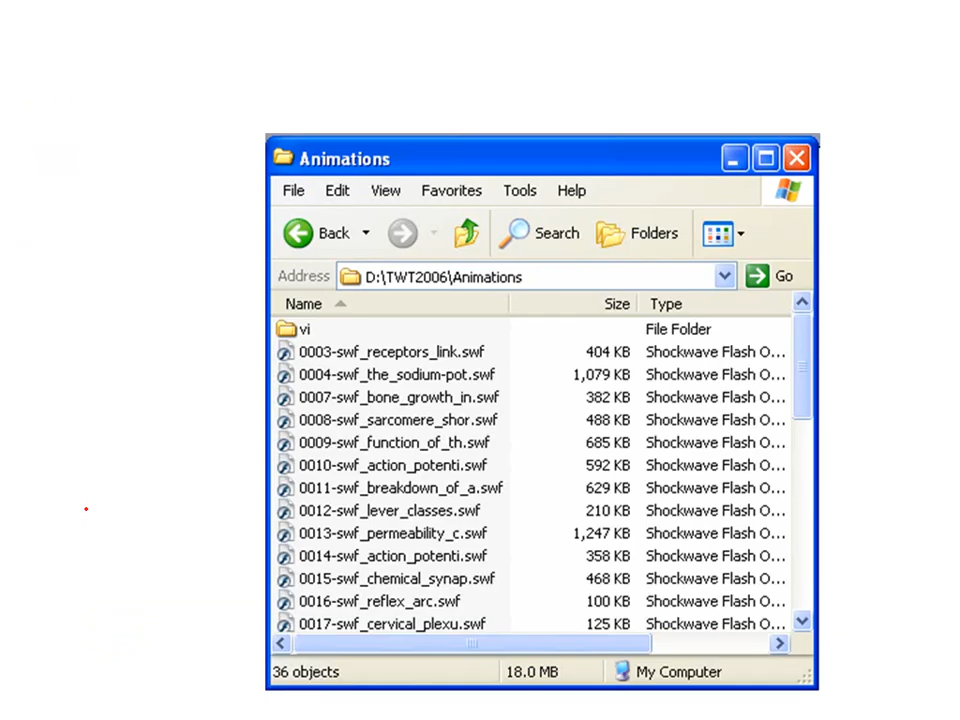 Animations
File Edit View Favorites Tools Help
Back Search Folders
Address D:\TWT2006\Animations Go
Name Size Type
vi File Folder
0003-swf_receptors_link.swf 404 KB Shockwave Flash O...
0004-swf_the_sodium-pot.swf 1,079 KB Shockwave Flash O...
0007-swf_bone_growth_in.swf 382 KB Shockwave Flash O...
0008-swf_sarcomere_shor.swf 488 KB Shockwave Flash O...
0009-swf_function_of_th.swf 685 KB Shockwave Flash O...
0010-swf_action_potenti.swf 592 KB Shockwave Flash O...
0011-swf_breakdown_of_a.swf 629 KB Shockwave Flash O...
0012-swf_lever_classes.swf 210 KB Shockwave Flash O...
0013-swf_permeability_c.swf 1,247 KB Shockwave Flash O...
0014-swf_action_potenti.swf 358 KB Shockwave Flash O...
0015-swf_chemical_synap.swf 468 KB Shockwave Flash O...
0016-swf_reflex_arc.swf 100 KB Shockwave Flash O...
0017-swf_cervical_plexu.swf 125 KB Shockwave Flash O...
36 objects 18.0 MB My Computer